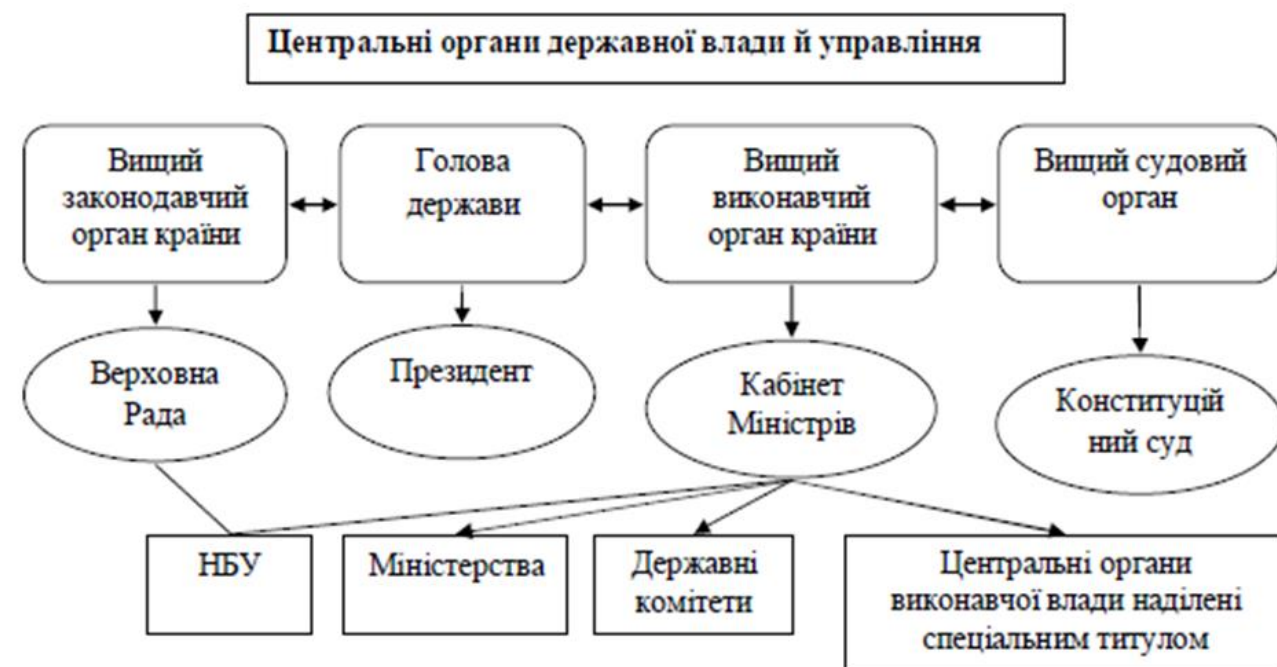 Центральні органи державної влади й управління
Вищий
законодавчий
орган країни
Голова
держави
Вищий
виконавчий
орган країни
Вищий судовий
орган
Верховна
Рада
Президент
Кабінет
Міністрів
Конституцій
ний суд
НБУ
Міністерства
Державні
комітети
Центральні органи
виконавчої влади наділені
спеціальним титулом